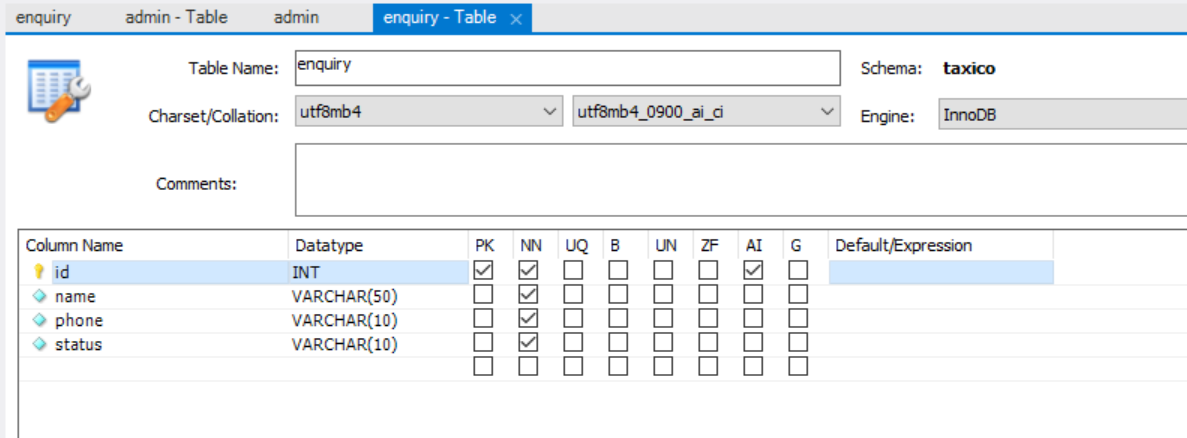 enquiry admin - Table admin enquiry - Table ×
Table Name: enquiry Schema: taxico
Charset/Collation: utf8mb4 utf8mb4_0900_ai_ci Engine: InnoDB
Comments:
Column Name Datatype PK NN UQ B UN ZF AI G Default/Expression
id INT
name VARCHAR(50)
phone VARCHAR(10)
status VARCHAR(10)